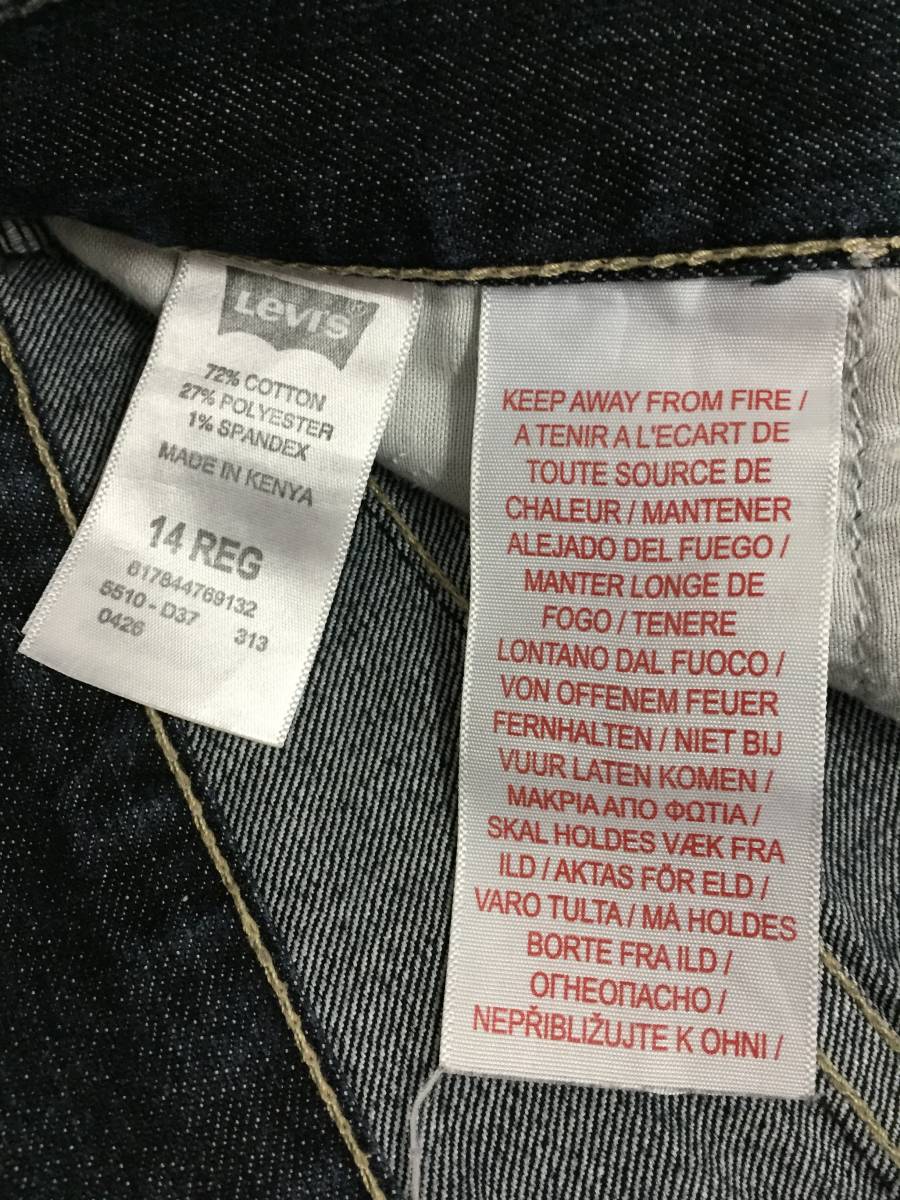 Levi's®
72% COTTON
27% POLYESTER
1% SPANDEX
MADE IN KENYA
14 REG
617844769132
5510 - D37 313
0426
KEEP AWAY FROM FIRE /
A TENIR A L'ECART DE
TOUTE SOURCE DE
CHALEUR / MANTENER
ALEJADO DEL FUEGO /
MANTER LONGE DE
FOGO / TENERE
LONTANO DAL FUOCO /
VON OFFENEM FEUER
FERNHALTEN / NIET BIJ
VUUR LATEN KOMEN /
ΜΑΚΡΙΑ ΑΠΟ ΦΩΤΙΑ /
SKAL HOLDES VÆK FRA
ILD / AKTAS FÖR ELD /
VARO TULTA / MÅ HOLDES
BORTE FRA ILD /
ОГНЕОПАСНО /
NEPŘIBLIŽUJTE K OHNI /